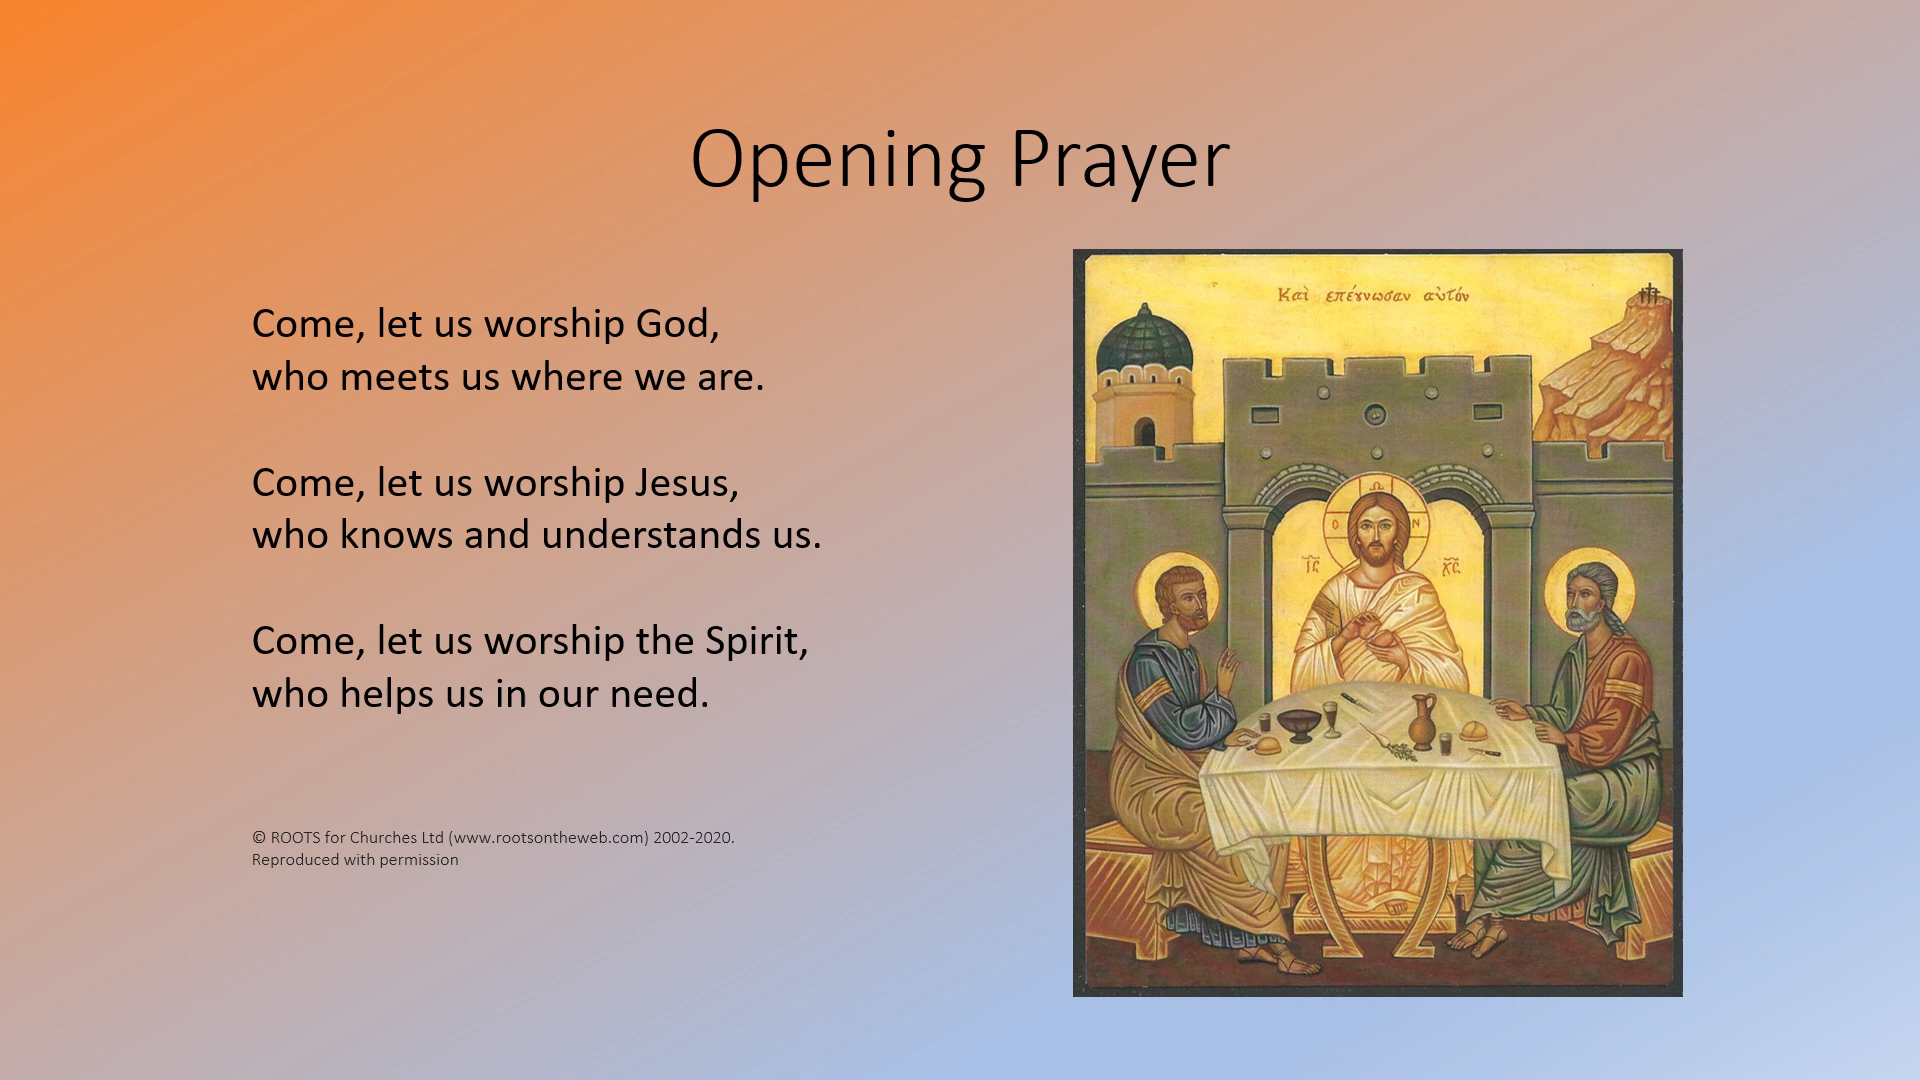 Opening Prayer
Come, let us worship God,
who meets us where we are.
Come, let us worship Jesus,
who knows and understands us.
Come, let us worship the Spirit,
who helps us in our need.
© ROOTS for Churches Ltd (www.rootsontheweb.com) 2002-2020.
Reproduced with permission
Καὶ επέγνωσαν αὐτόν
Ω
Ο Ν
ΙϹ ΧϹ